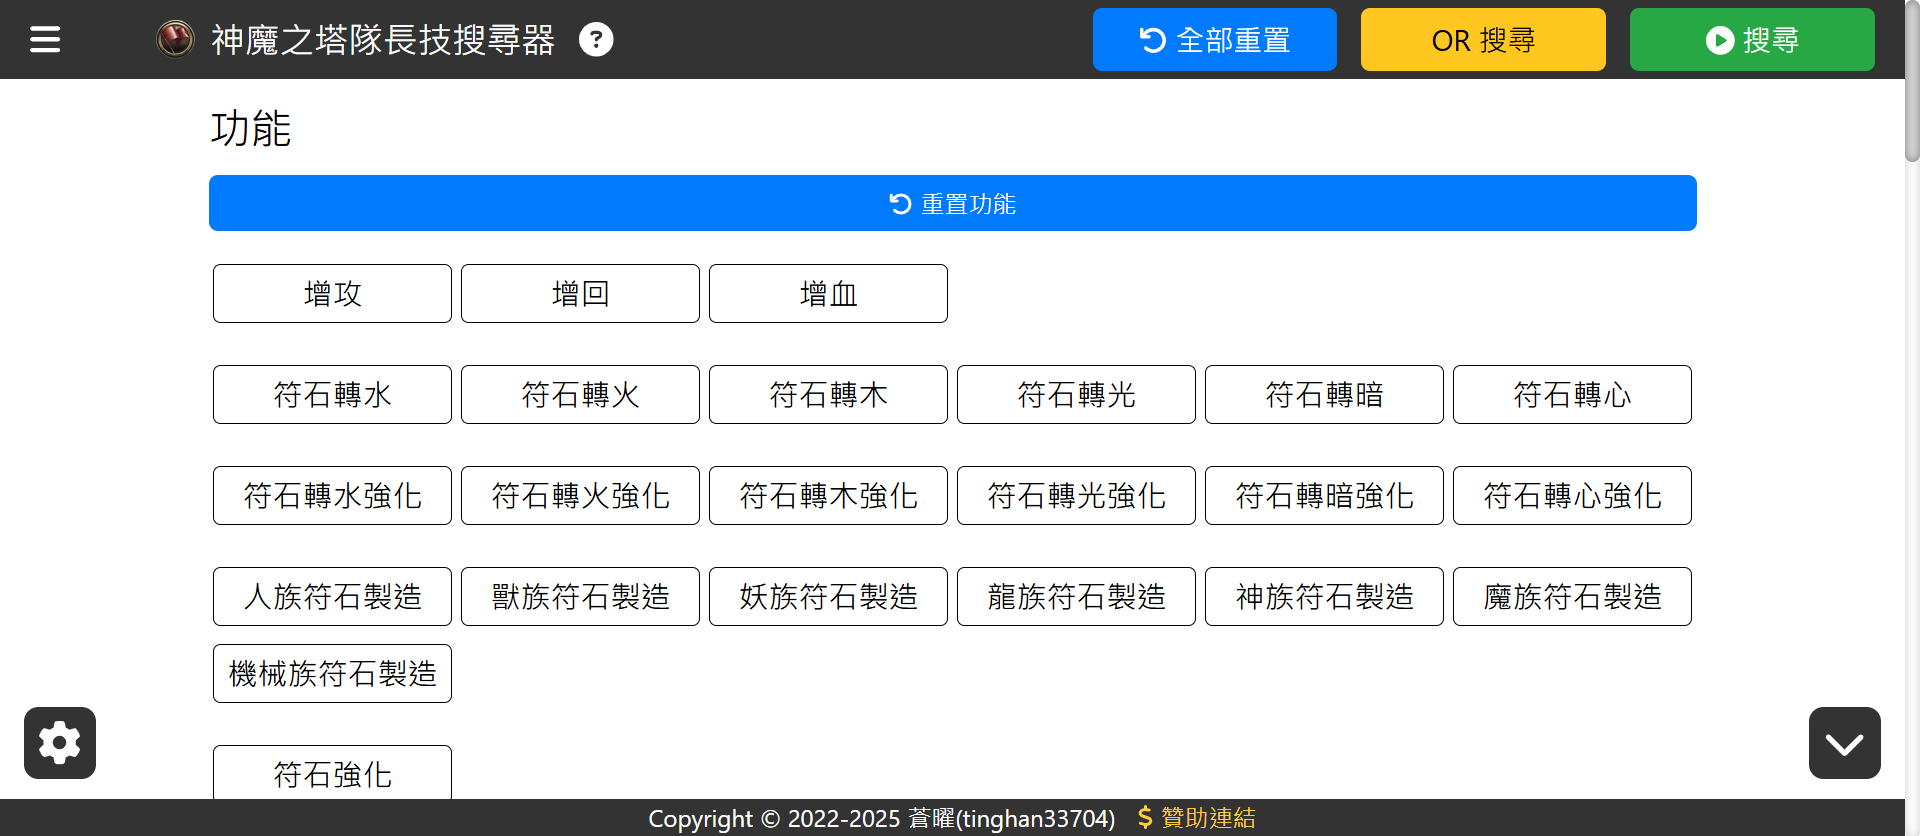 神魔之塔隊長技搜尋器 ?
全部重置 OR 搜尋 搜尋
功能
重置功能
增攻 增回 增血
符石轉水 符石轉火 符石轉木 符石轉光 符石轉暗 符石轉心
符石轉水強化 符石轉火強化 符石轉木強化 符石轉光強化 符石轉暗強化 符石轉心強化
人族符石製造 獸族符石製造 妖族符石製造 龍族符石製造 神族符石製造 魔族符石製造
機械族符石製造
符石強化
Copyright © 2022-2025 蒼曜(tinghan33704) $ 贊助連結